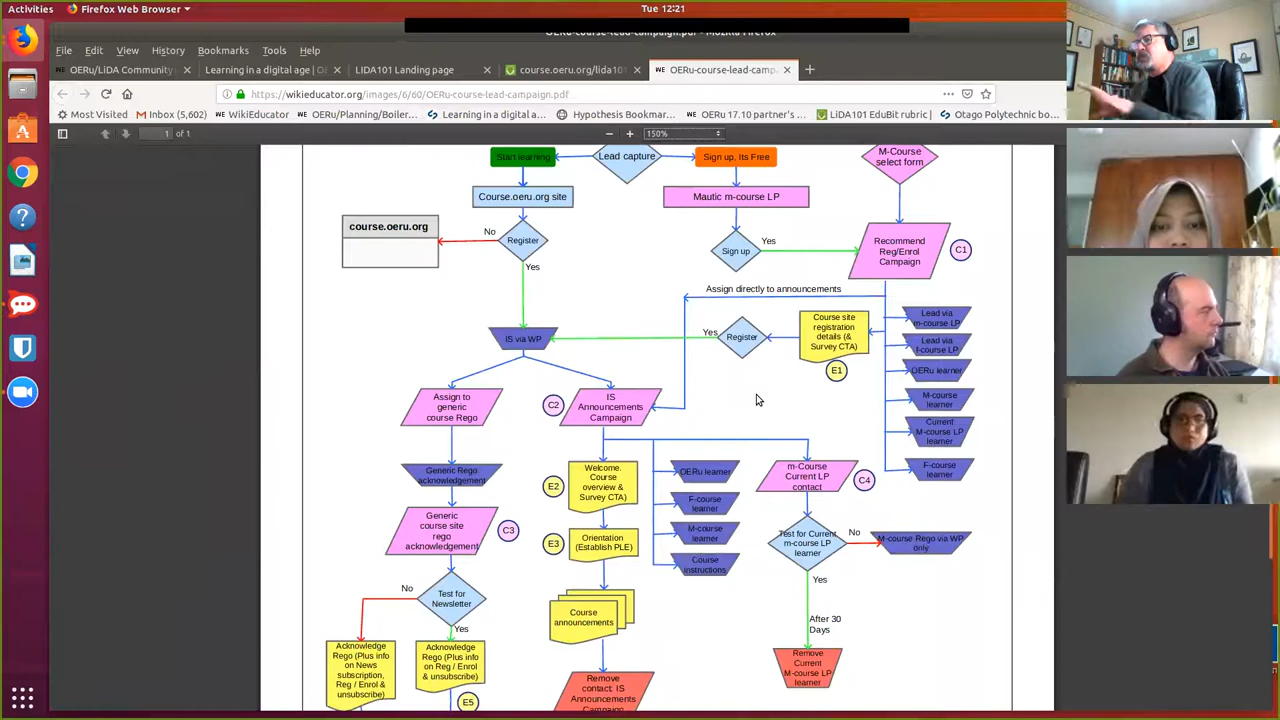 Activities
Firefox Web Browser
Tue 12:21
OERu-course-lead-campaign.pdf - Mozilla Firefox
File Edit View History Bookmarks Tools Help
OERu/LiDA Community
Learning in a digital age | OE
LIDA101 Landing page
course.oeru.org/lida101
OERu-course-lead-camp
https://wikieducator.org/images/6/60/OERu-course-lead-campaign.pdf
Most Visited
Inbox (5,602)
WikiEducator
OERu/Planning/Boiler...
Learning in a digital a...
Hypothesis Bookmar...
OERu 17.10 partner's ...
LiDA101 EduBit rubric |
Otago Polytechnic bo...
1 of 1
150%
Start learning
Lead capture
Sign up, Its Free
M-Course
select form
Course.oeru.org site
Mautic m-course LP
course.oeru.org
No
Register
Yes
Sign up
Yes
Recommend
Reg/Enrol
Campaign
C1
Assign directly to announcements
IS via WP
Yes
Register
Course site
registration
details (&
Survey CTA)
E1
Lead via
m-course LP
Lead via
f-course LP
OERu learner
M-course
learner
Current
M-course LP
learner
F-course
learner
Assign to
generic
course Rego
C2
IS
Announcements
Campaign
Generic Rego
acknowledgement
E2
Welcome.
Course
overview &
Survey CTA)
OERu learner
F-course
learner
M-course
learner
Course
instructions
m-Course
Current LP
contact
C4
Generic
course site
rego
acknowledgement
C3
E3
Orientation
(Establish PLE)
Test for Current
m-course LP
learner
No
M-course Rego via WP
only
Yes
No
Test for
Newsletter
Yes
Course
announcements
After 30
Days
Remove
Current
M-course LP
learner
Acknowledge
Rego (Plus info
on News
subscription,
Reg / Enrol &
unsubscribe)
Acknowledge
Rego (Plus info
on Reg / Enrol
& unsubscribe)
E5
Remove
contact: IS
Announcements
Campaign